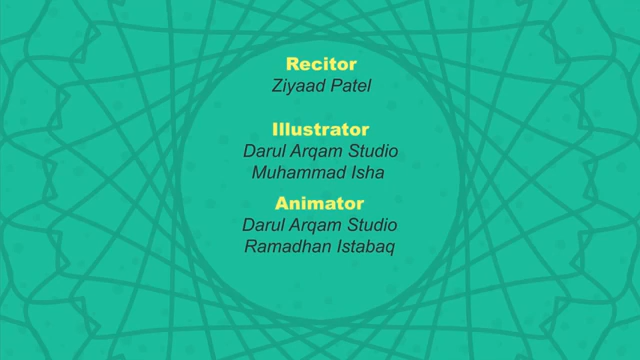 Recitor
Ziyaad Patel
Illustrator
Darul Arqam Studio
Muhammad Isha
Animator
Darul Arqam Studio
Ramadhan Istabaq